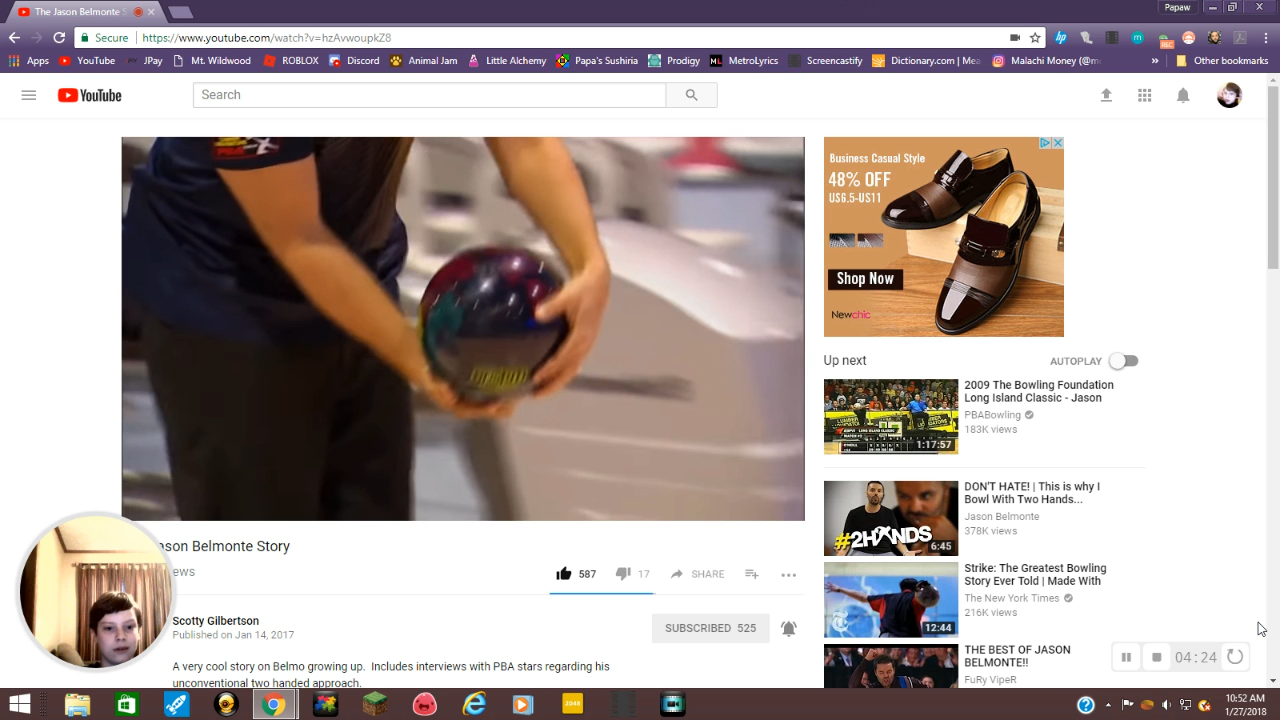 The Jason Belmonte S
Papaw
Secure
https://www.youtube.com/watch?v=hzAvwoupkZ8
Apps
YouTube
JPay
Mt. Wildwood
ROBLOX
Discord
Animal Jam
Little Alchemy
Papa's Sushiria
Prodigy
Metrolyrics
Dictionary.com | Mea
Malachi Money (@m
»
Other bookmarks
REC
YouTube
Search
Business Casual Style
48% OFF
US6.5-US11
Shop Now
Newchic
Up next
AUTOPLAY
2009 The Bowling Foundation
Long Island Classic - Jason
PBABowling
183K views
1:17:57
DON'T HATE! | This is why I
Bowl With Two Hands...
Jason Belmonte
378K views
#2HANDS
6:45
Strike: The Greatest Bowling
Story Ever Told | Made With
The New York Times
216K views
12:44
THE BEST OF JASON
BELMONTE!!
FuRy VipeR
ason Belmonte Story
ews
587
17
SHARE
Scotty Gilbertson
Published on Jan 14, 2017
SUBSCRIBED 525
A very cool story on Belmo growing up. Includes interviews with PBA stars regarding his
unconventional two handed approach.
04:24
2048
10:52 AM
1/27/2018